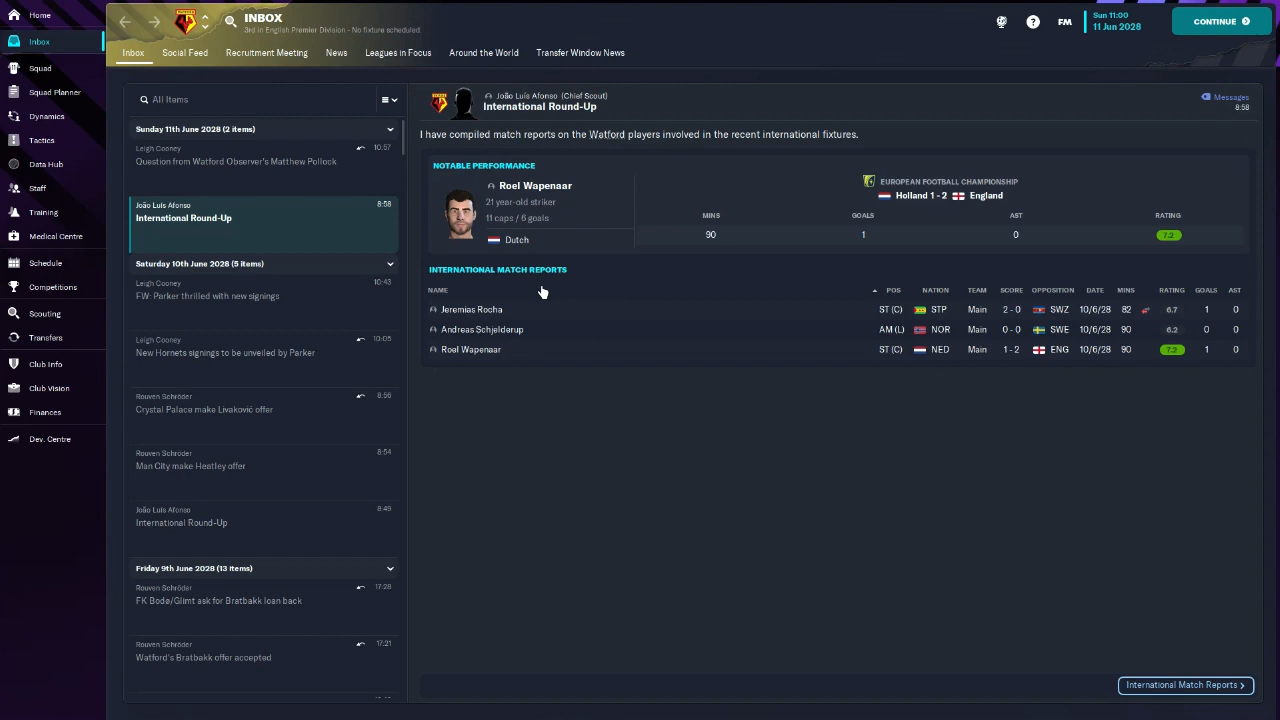 Home
Inbox
Squad
Squad Planner
Dynamics
Tactics
Data Hub
Staff
Training
Medical Centre
Schedule
Competitions
Scouting
Transfers
Club Info
Club Vision
Finances
Dev. Centre
INBOX
3rd in English Premier Division - No fixture scheduled.
FM
Sun 11:00
11 Jun 2028
CONTINUE
Inbox
Social Feed
Recruitment Meeting
News
Leagues in Focus
Around the World
Transfer Window News
All Items
Sunday 11th June 2028 (2 items)
Leigh Cooney 10:57
Question from Watford Observer's Matthew Pollock
João Luís Afonso 8:58
International Round-Up
Saturday 10th June 2028 (5 items)
Leigh Cooney 10:43
FW: Parker thrilled with new signings
Leigh Cooney 10:05
New Hornets signings to be unveiled by Parker
Rouven Schröder 8:56
Crystal Palace make Livaković offer
Rouven Schröder 8:54
Man City make Heatley offer
João Luís Afonso 8:49
International Round-Up
Friday 9th June 2028 (13 items)
Rouven Schröder 17:28
FK Bodø/Glimt ask for Bratbakk loan back
Rouven Schröder 17:21
Watford's Bratbakk offer accepted
João Luís Afonso (Chief Scout)
International Round-Up
Messages
8:58
I have compiled match reports on the Watford players involved in the recent international fixtures.
NOTABLE PERFORMANCE
Roel Wapenaar
21 year-old striker
11 caps / 6 goals
Dutch
EUROPEAN FOOTBALL CHAMPIONSHIP
Holland 1 - 2 England
MINS GOALS AST RATING
90 1 0 7.2
INTERNATIONAL MATCH REPORTS
NAME POS NATION TEAM SCORE OPPOSITION DATE MINS RATING GOALS AST
Jeremias Rocha ST (C) STP Main 2 - 0 SWZ 10/6/28 82 6.7 1 0
Andreas Schjelderup AM (L) NOR Main 0 - 0 SWE 10/6/28 90 6.2 0 0
Roel Wapenaar ST (C) NED Main 1 - 2 ENG 10/6/28 90 7.2 1 0
International Match Reports